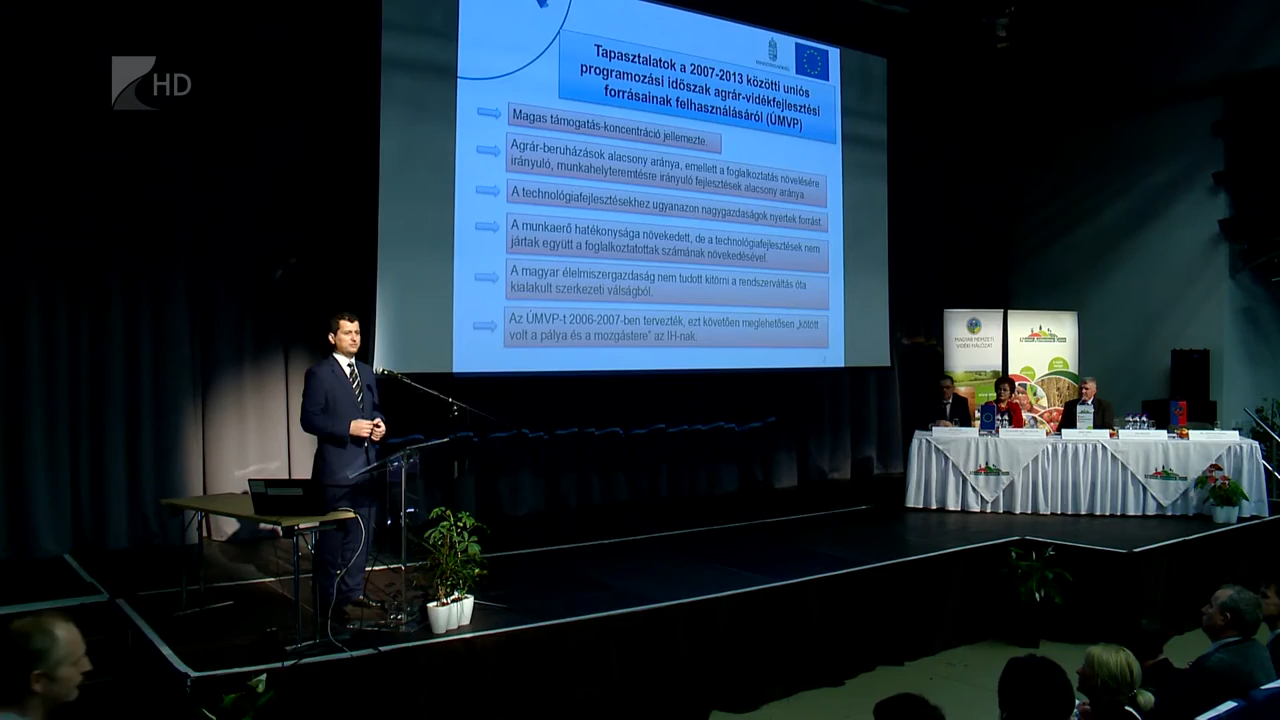 HD
Tapasztalatok a 2007-2013 közötti uniós
programozási időszak agrár-vidékfejlesztési
forrásainak felhasználásáról (ÚMVP)
Magas támogatás-koncentráció jellemezte.
Agrár-beruházások alacsony aránya, emellett a foglalkoztatás növelésére
irányuló, munkahelyteremtésre irányuló fejlesztések alacsony aránya.
A technológiafejlesztésekhez ugyanazon nagygazdaságok nyertek forrást.
A munkaerő hatékonysága növekedett, de a technológiafejlesztések nem
jártak együtt a foglalkoztatottak számának növekedésével.
A magyar élelmiszergazdaság nem tudott kitörni a rendszerváltás óta
kialakult szerkezeti válságból.
Az ÚMVP-t 2006-2007-ben tervezték, ezt követően meglehetősen „kötött
volt a pálya és a mozgástere” az IH-nak.
MAGYAR NEMZETI
VIDÉKI HÁLÓZAT